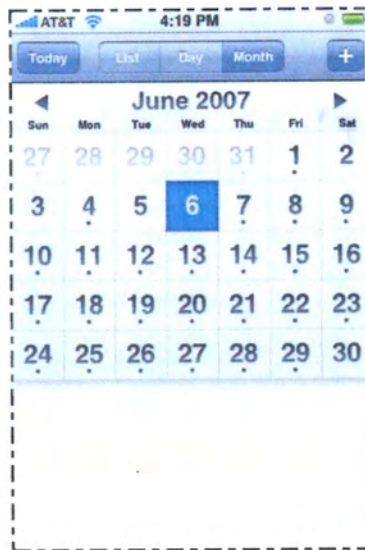 AT&T 4:19 PM
Today List Day Month +
June 2007
Sun Mon Tue Wed Thu Fri Sat
27 28 29 30 31 1 2
3 4 5 6 7 8 9
10 11 12 13 14 15 16
17 18 19 20 21 22 23
24 25 26 27 28 29 30